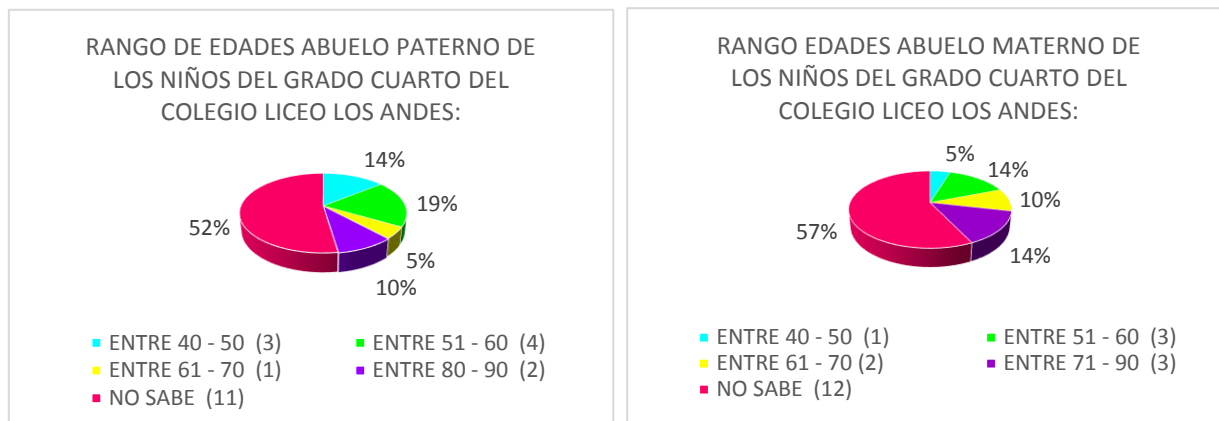 RANGO DE EDADES ABUELO PATERNO DE
LOS NIÑOS DEL GRADO CUARTO DEL
COLEGIO LICEO LOS ANDES:
14%
19%
5%
10%
52%
ENTRE 40 - 50 (3)
ENTRE 51 - 60 (4)
ENTRE 61 - 70 (1)
ENTRE 80 - 90 (2)
NO SABE (11)
RANGO EDADES ABUELO MATERNO DE
LOS NIÑOS DEL GRADO CUARTO DEL
COLEGIO LICEO LOS ANDES:
5%
14%
10%
14%
57%
ENTRE 40 - 50 (1)
ENTRE 51 - 60 (3)
ENTRE 61 - 70 (2)
ENTRE 71 - 90 (3)
NO SABE (12)